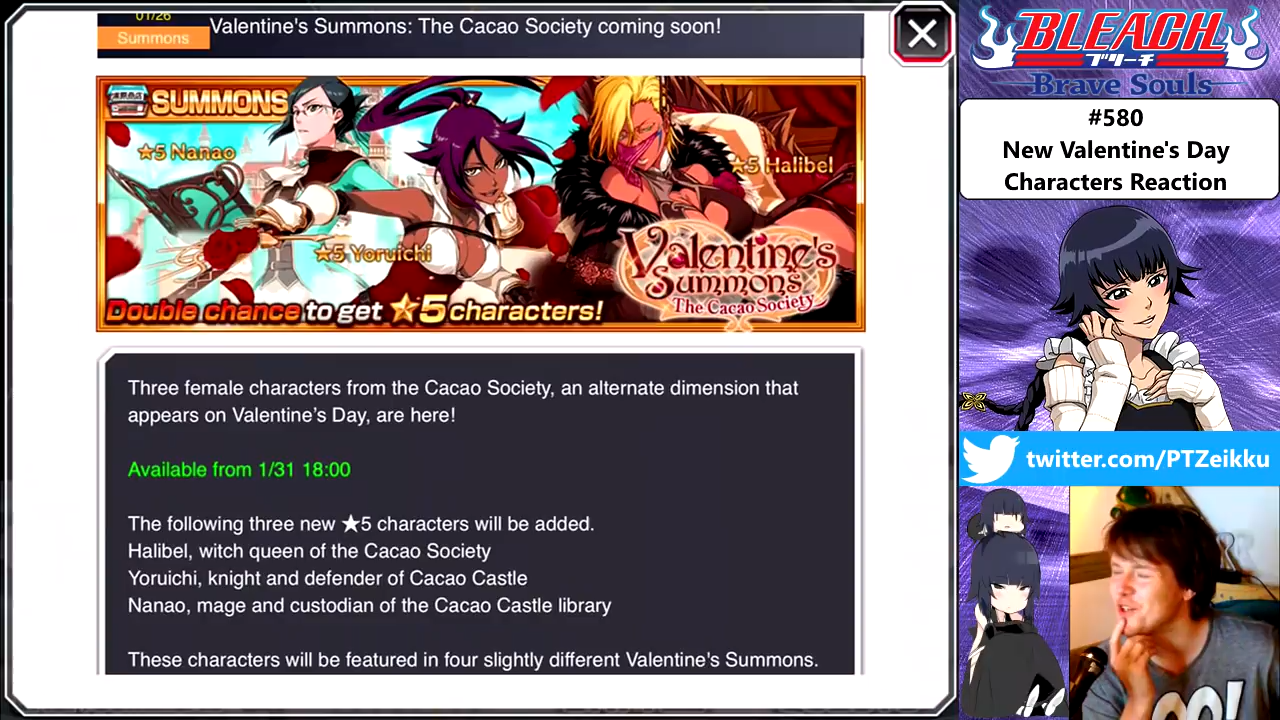 01/26
Summons
Valentine's Summons: The Cacao Society coming soon!
SUMMONS
★5 Nanao
★5 Yoruichi
★5 Halibel
Valentine's
Summons
The Cacao Society
Double chance to get ★5 characters!
Three female characters from the Cacao Society, an alternate dimension that
appears on Valentine's Day, are here!
Available from 1/31 18:00
The following three new ★5 characters will be added.
Halibel, witch queen of the Cacao Society
Yoruichi, knight and defender of Cacao Castle
Nanao, mage and custodian of the Cacao Castle library
These characters will be featured in four slightly different Valentine's Summons.
BLEACH
ブリーチ
Brave Souls
#580
New Valentine's Day
Characters Reaction
twitter.com/PTZeikku